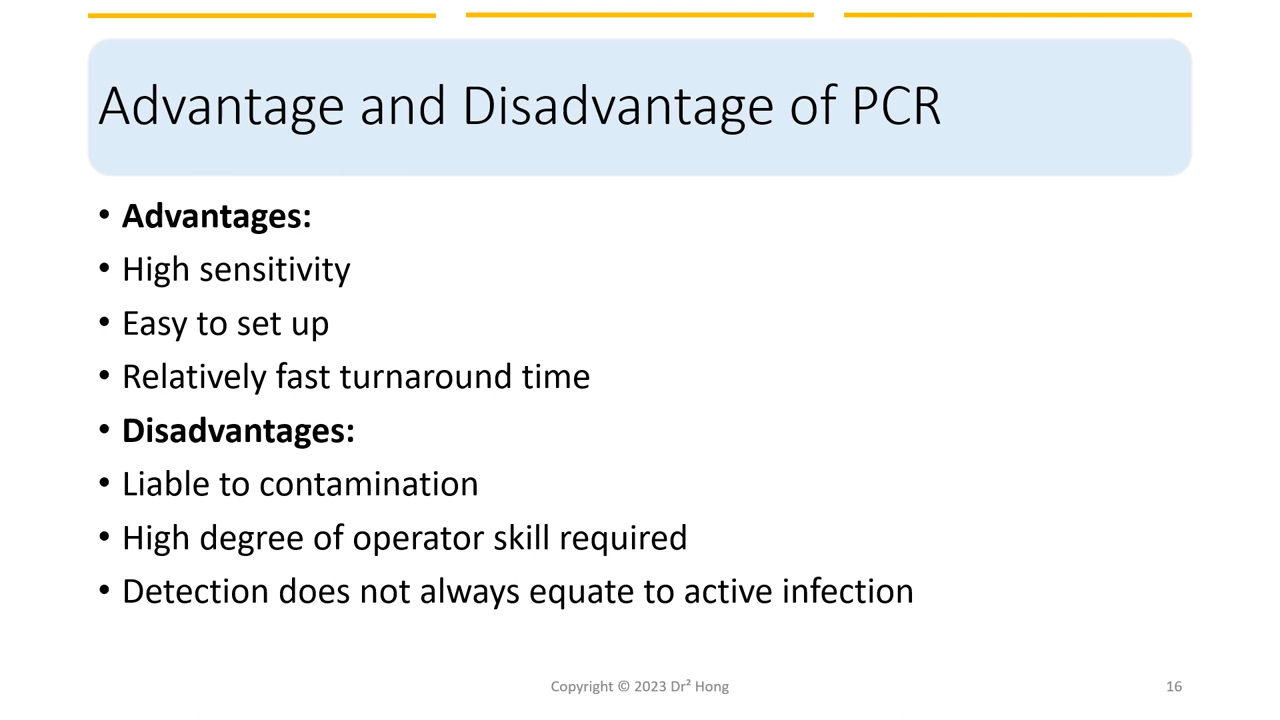 Advantage and Disadvantage of PCR
• Advantages:
• High sensitivity
• Easy to set up
• Relatively fast turnaround time
• Disadvantages:
• Liable to contamination
• High degree of operator skill required
• Detection does not always equate to active infection
Copyright © 2023 Dr² Hong
16